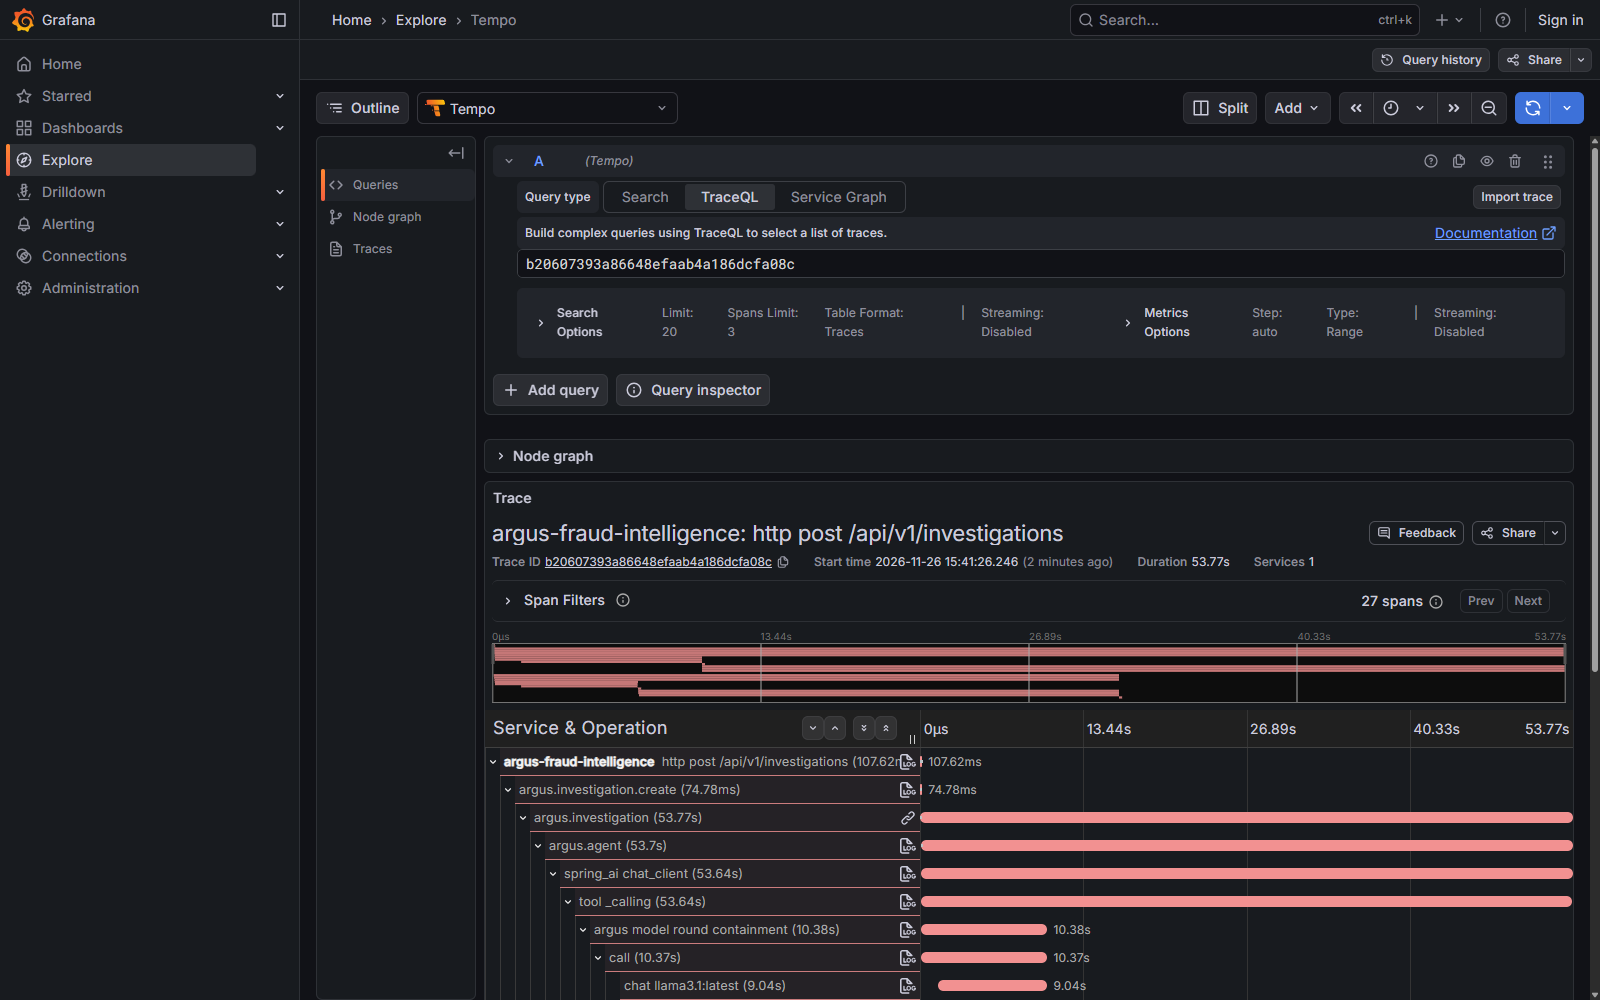 Grafana
Home › Explore › Tempo
Search...
ctrl+k
Sign in
Home
Starred
Dashboards
Explore
Drilldown
Alerting
Connections
Administration
Query history
Share
Outline
Tempo
Split
Add
Queries
Node graph
Traces
A
(Tempo)
Query type
Search
TraceQL
Service Graph
Import trace
Build complex queries using TraceQL to select a list of traces.
Documentation
b20607393a86648efaab4a186dcfa08c
Search Options
Limit: 20
Spans Limit: 3
Table Format: Traces
Streaming: Disabled
Metrics Options
Step: auto
Type: Range
Streaming: Disabled
Add query
Query inspector
Node graph
Trace
argus-fraud-intelligence: http post /api/v1/investigations
Feedback
Share
Trace ID b20607393a86648efaab4a186dcfa08c
Start time 2026-11-26 15:41:26.246 (2 minutes ago)
Duration 53.77s
Services 1
Span Filters
27 spans
Prev
Next
0μs 13.44s 26.89s 40.33s 53.77s
Service & Operation
0μs 13.44s 26.89s 40.33s 53.77s
argus-fraud-intelligence http post /api/v1/investigations (107.62m
107.62ms
argus.investigation.create (74.78ms)
74.78ms
argus.investigation (53.77s)
argus.agent (53.7s)
spring_ai chat_client (53.64s)
tool _calling (53.64s)
argus model round containment (10.38s)
10.38s
call (10.37s)
10.37s
chat llama3.1:latest (9.04s)
9.04s